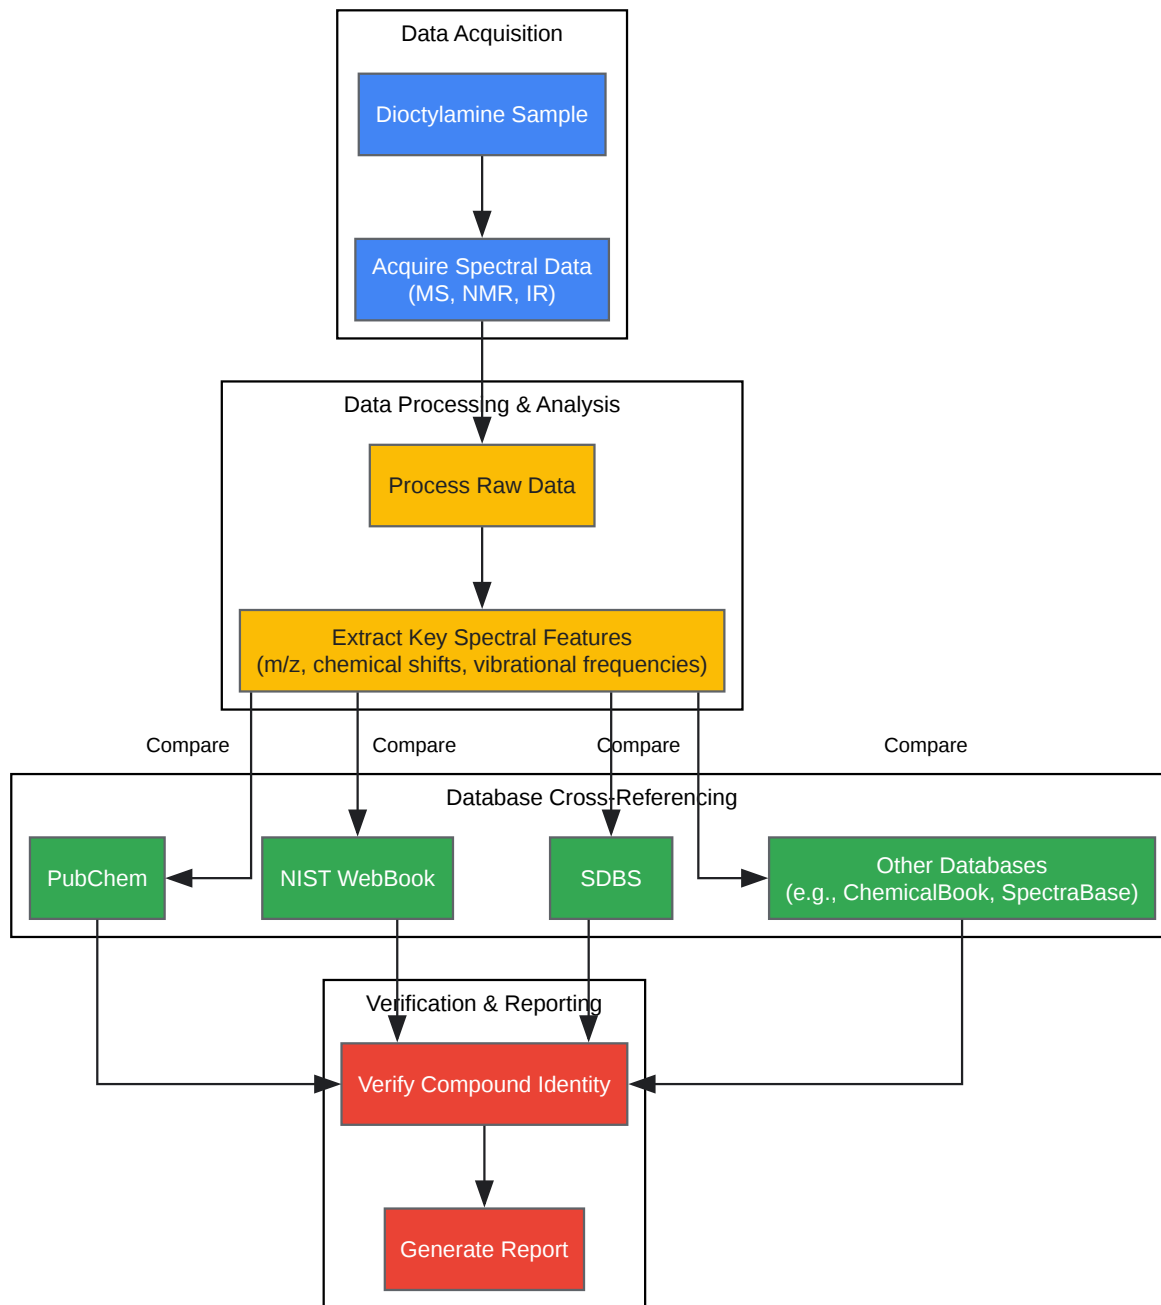 Data Acquisition
Dioctylamine Sample
Acquire Spectral Data
(MS, NMR, IR)
Data Processing & Analysis
Process Raw Data
Extract Key Spectral Features
(m/z, chemical shifts, vibrational frequencies)
Compare
Compare
Compare
Compare
Database Cross-Referencing
PubChem
NIST WebBook
SDBS
Other Databases
(e.g., ChemicalBook, SpectraBase)
Verification & Reporting
Verify Compound Identity
Generate Report